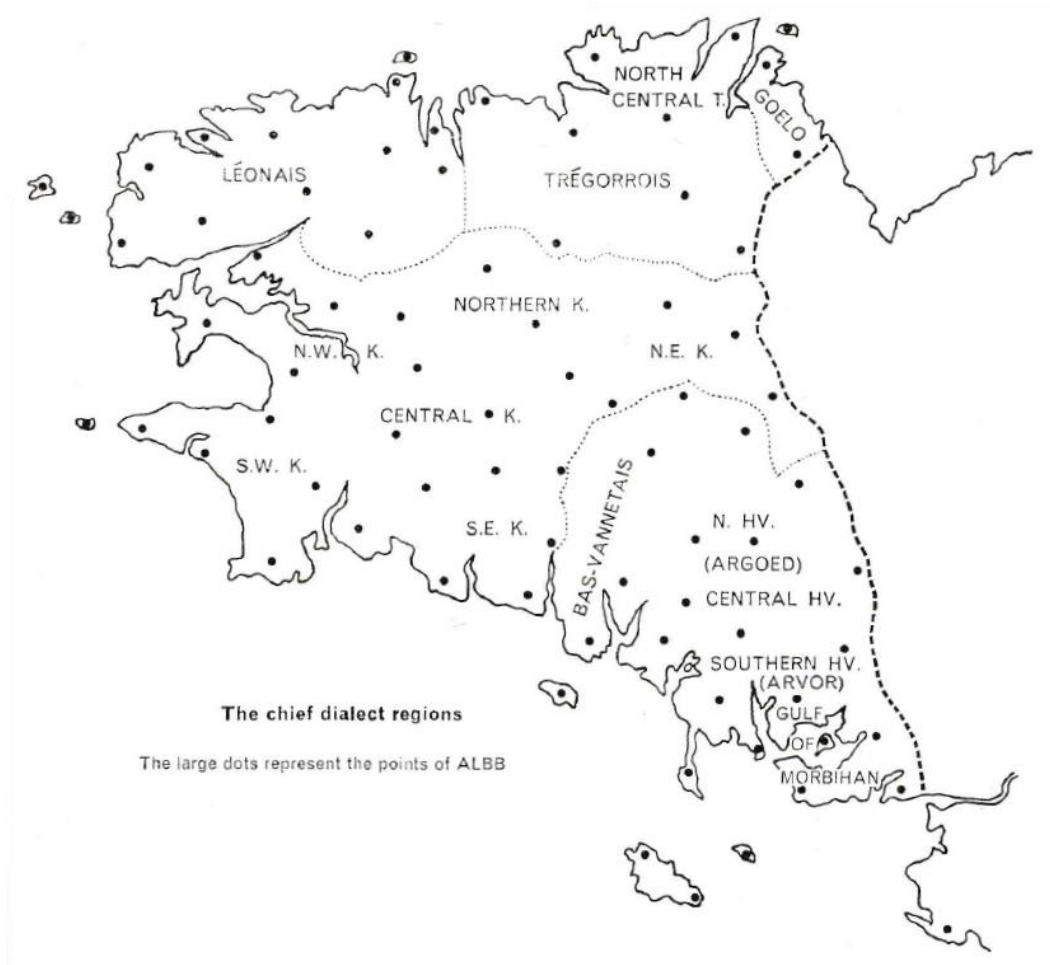 NORTH
CENTRAL T.
GOELO
LÉONAIS
TRÉGORROIS
NORTHERN K.
N.W. K.
N.E. K.
CENTRAL K.
S.W. K.
S.E. K.
BAS-VANNETAIS
N. HV.
(ARGOED)
CENTRAL HV.
SOUTHERN HV.
(ARVOR)
GULF
OF
MORBIHAN
The chief dialect regions
The large dots represent the points of ALBB